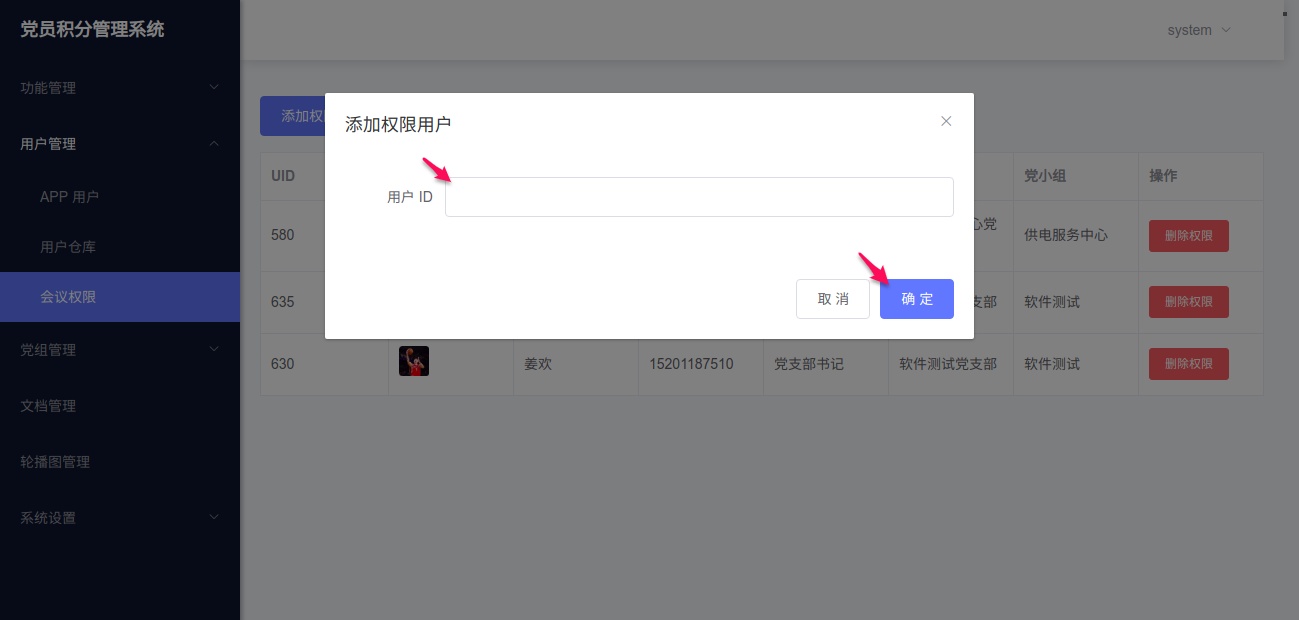 党员积分管理系统
system
功能管理
用户管理
APP 用户
用户仓库
会议权限
党组管理
文档管理
轮播图管理
系统设置
添加权
添加权限用户
用户 ID
取 消
确 定
UID
党小组
操作
580
心党
供电服务中心
删除权限
635
支部
软件测试
删除权限
630
姜欢
15201187510
党支部书记
软件测试党支部
软件测试
删除权限